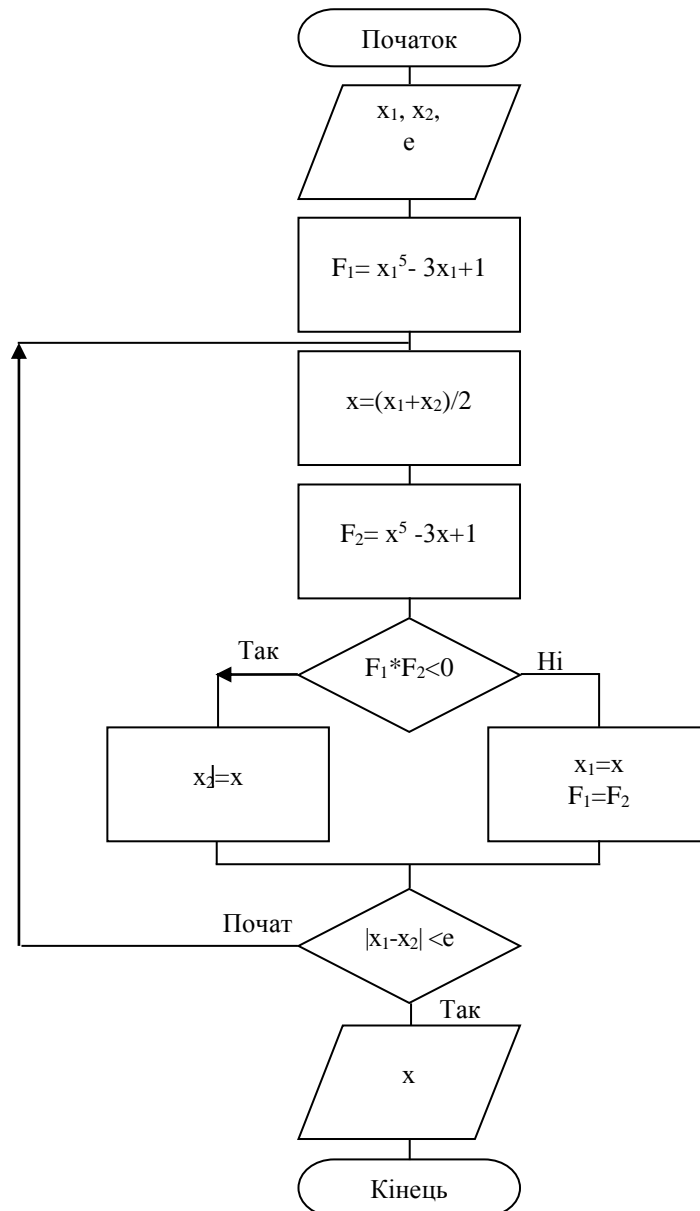 Початок
x₁, x₂,
e
F₁= x₁⁵- 3x₁+1
x=(x₁+x₂)/2
F₂= x⁵ -3x+1
Так
F₁*F₂<0
Ні
x₂=x
x₁=x
F₁=F₂
Почат
|x₁-x₂| <e
Так
x
Кінець